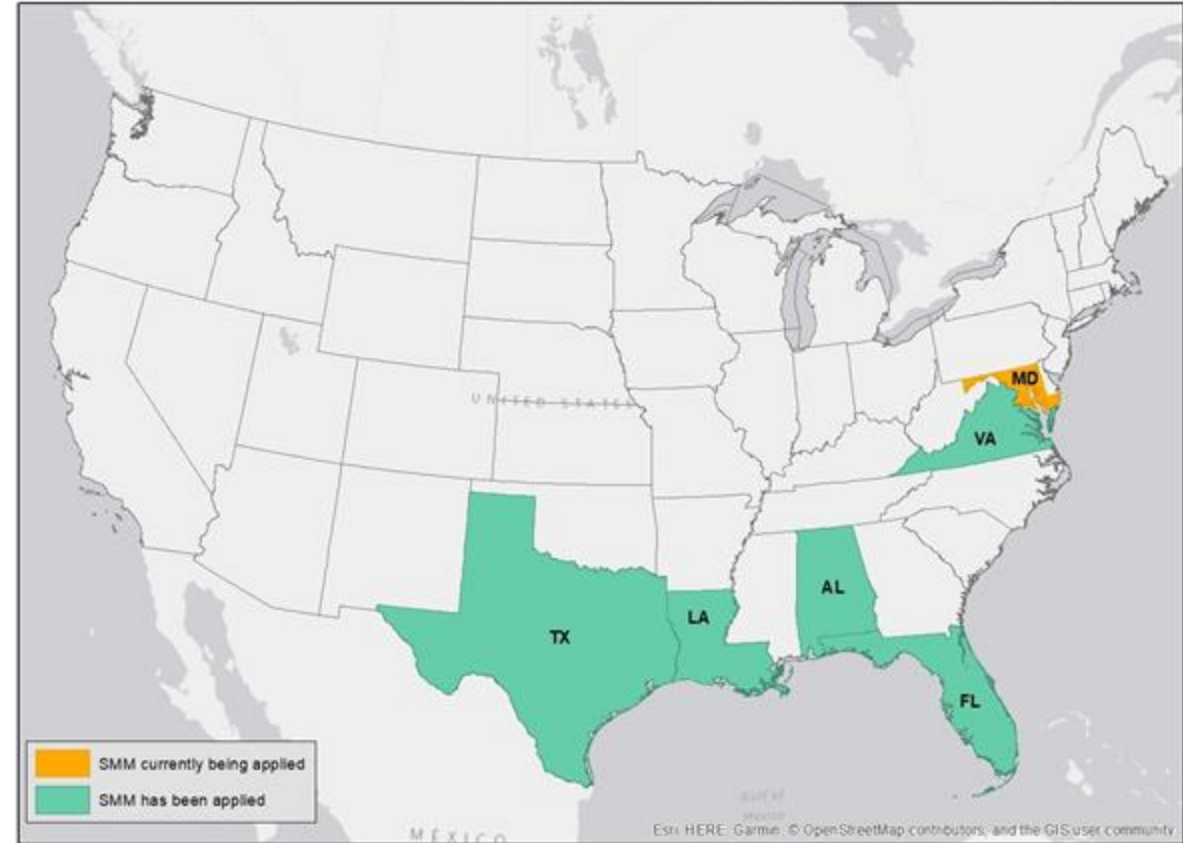 UNITED STATES
MD
VA
AL
LA
TX
FL
SMM currently being applied
SMM has been applied
Gulf of
Mexico
MÉXICO
Esri, HERE, Garmin, © OpenStreetMap contributors, and the GIS user community